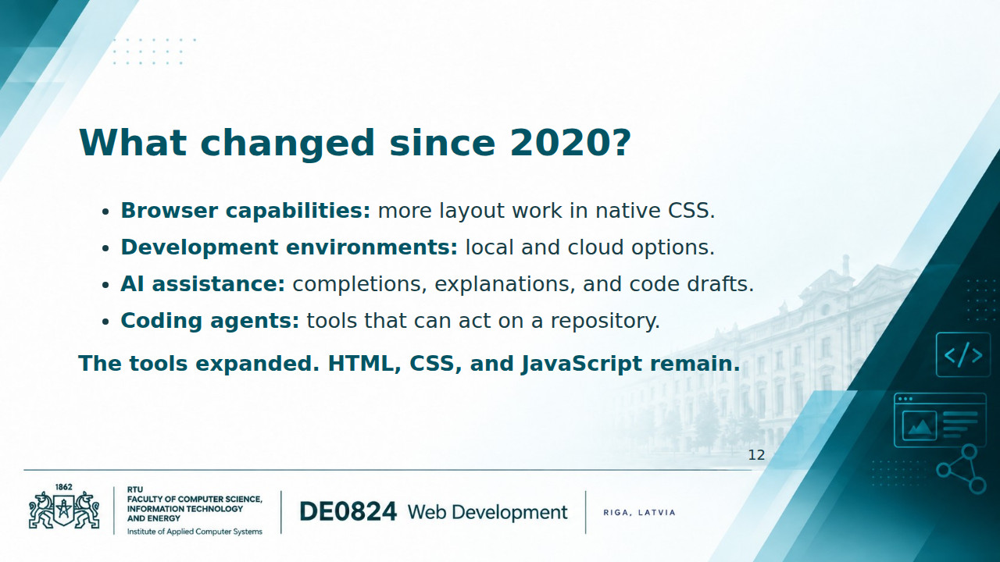 What changed since 2020?
• Browser capabilities: more layout work in native CSS.
• Development environments: local and cloud options.
• AI assistance: completions, explanations, and code drafts.
• Coding agents: tools that can act on a repository.
The tools expanded. HTML, CSS, and JavaScript remain.
12
1862
RTU
FACULTY OF COMPUTER SCIENCE,
INFORMATION TECHNOLOGY
AND ENERGY
Institute of Applied Computer Systems
DE0824 Web Development
RIGA, LATVIA